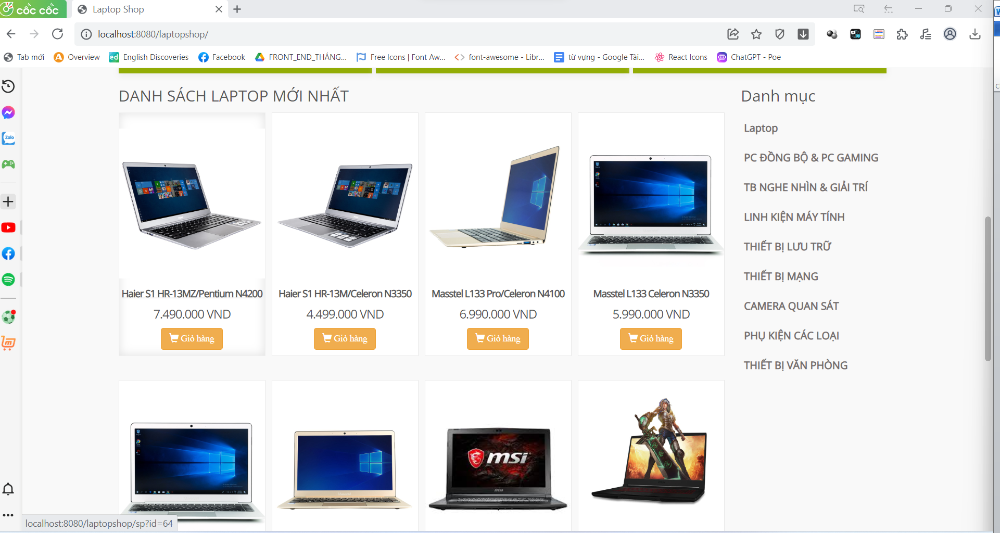 cốc cốc
Laptop Shop
localhost:8080/laptopshop/
Tab mới
Overview
ed
English Discoveries
Facebook
FRONT_END_THÁNG...
Free Icons | Font Aw...
font-awesome - Libr...
từ vựng - Google Tài...
React Icons
ChatGPT - Poe
Zalo
DANH SÁCH LAPTOP MỚI NHẤT
Danh mục
Laptop
PC ĐỒNG BỘ & PC GAMING
TB NGHE NHÌN & GIẢI TRÍ
LINH KIỆN MÁY TÍNH
THIẾT BỊ LƯU TRỮ
THIẾT BỊ MẠNG
CAMERA QUAN SÁT
PHỤ KIỆN CÁC LOẠI
THIẾT BỊ VĂN PHÒNG
Haier S1 HR-13MZ/Pentium N4200
7.490.000 VND
Giỏ hàng
Haier S1 HR-13M/Celeron N3350
4.499.000 VND
Giỏ hàng
Masstel L133 Pro/Celeron N4100
6.990.000 VND
Giỏ hàng
Masstel L133 Celeron N3350
5.990.000 VND
Giỏ hàng
msi
msi
localhost:8080/laptopshop/sp?id=64